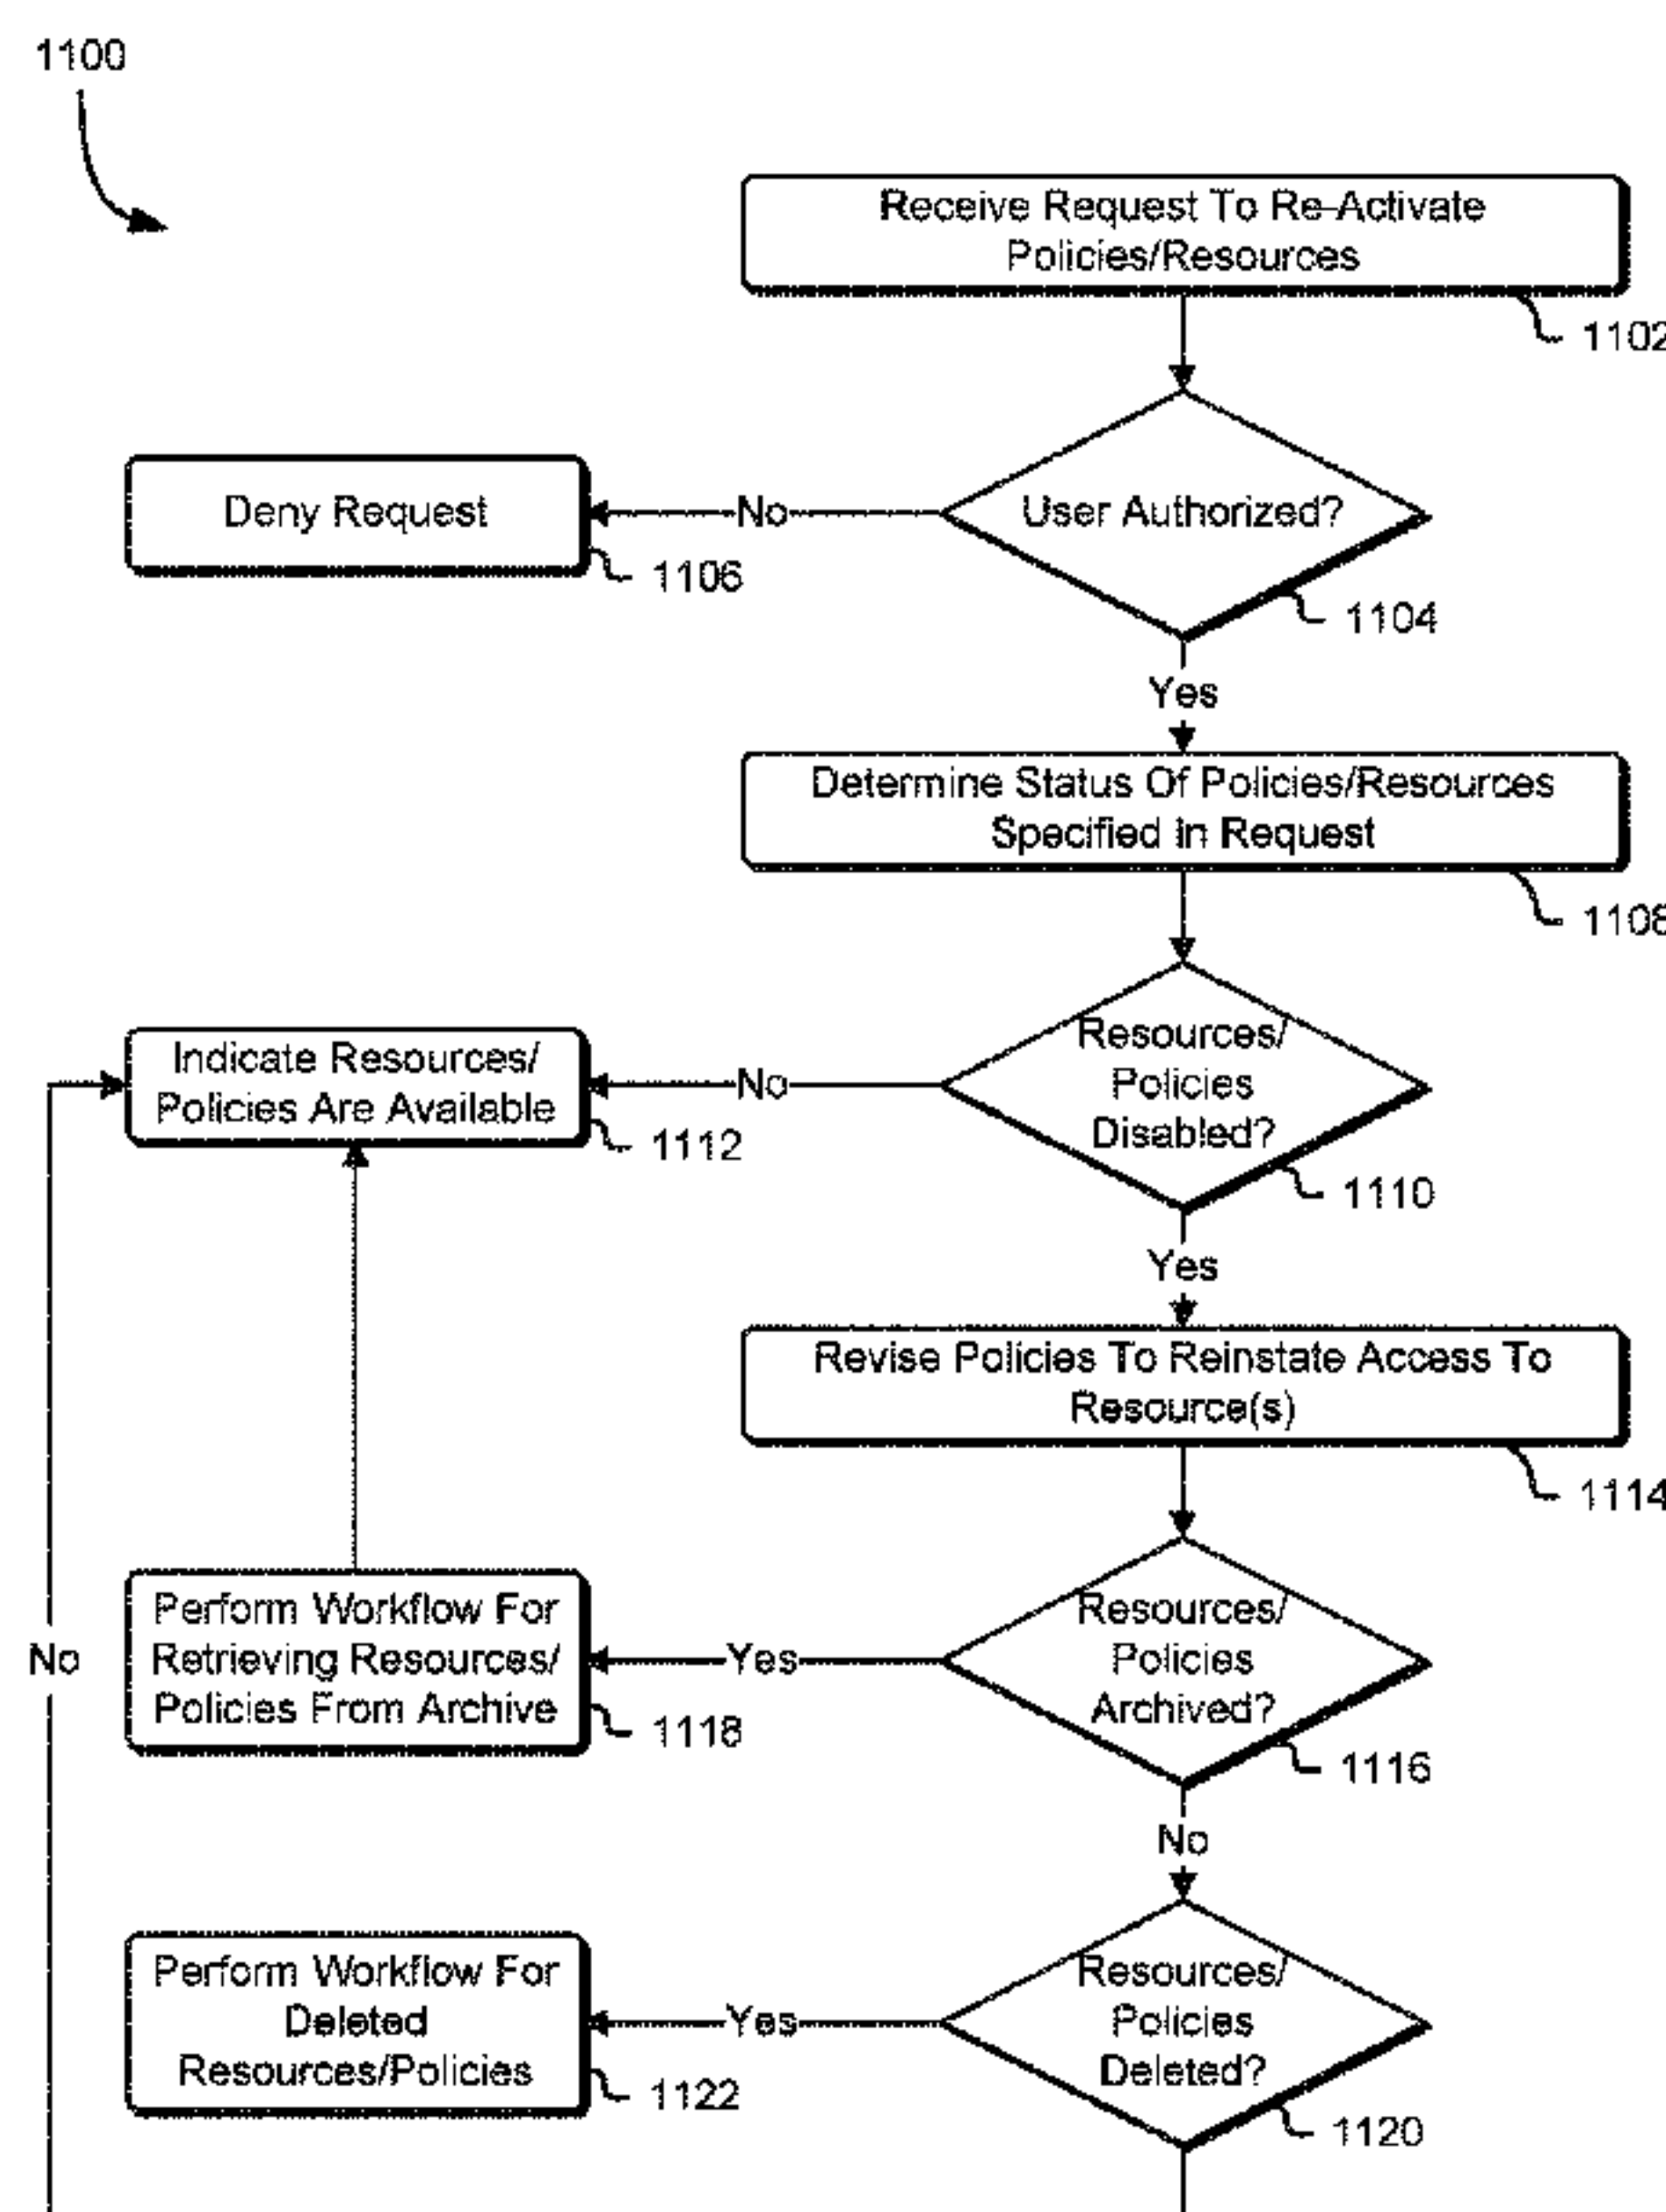 1100
Receive Request To Re-Activate
Policies/Resources
1102
User Authorized?
No
Deny Request
1106
1104
Yes
Determine Status Of Policies/Resources
Specified In Request
1108
Resources/
Policies
Disabled?
No
Indicate Resources/
Policies Are Available
1112
1110
Yes
Revise Policies To Reinstate Access To
Resource(s)
1114
Resources/
Policies
Archived?
Yes
Perform Workflow For
Retrieving Resources/
Policies From Archive
1118
1116
No
No
Resources/
Policies
Deleted?
Yes
Perform Workflow For
Deleted
Resources/Policies
1122
1120